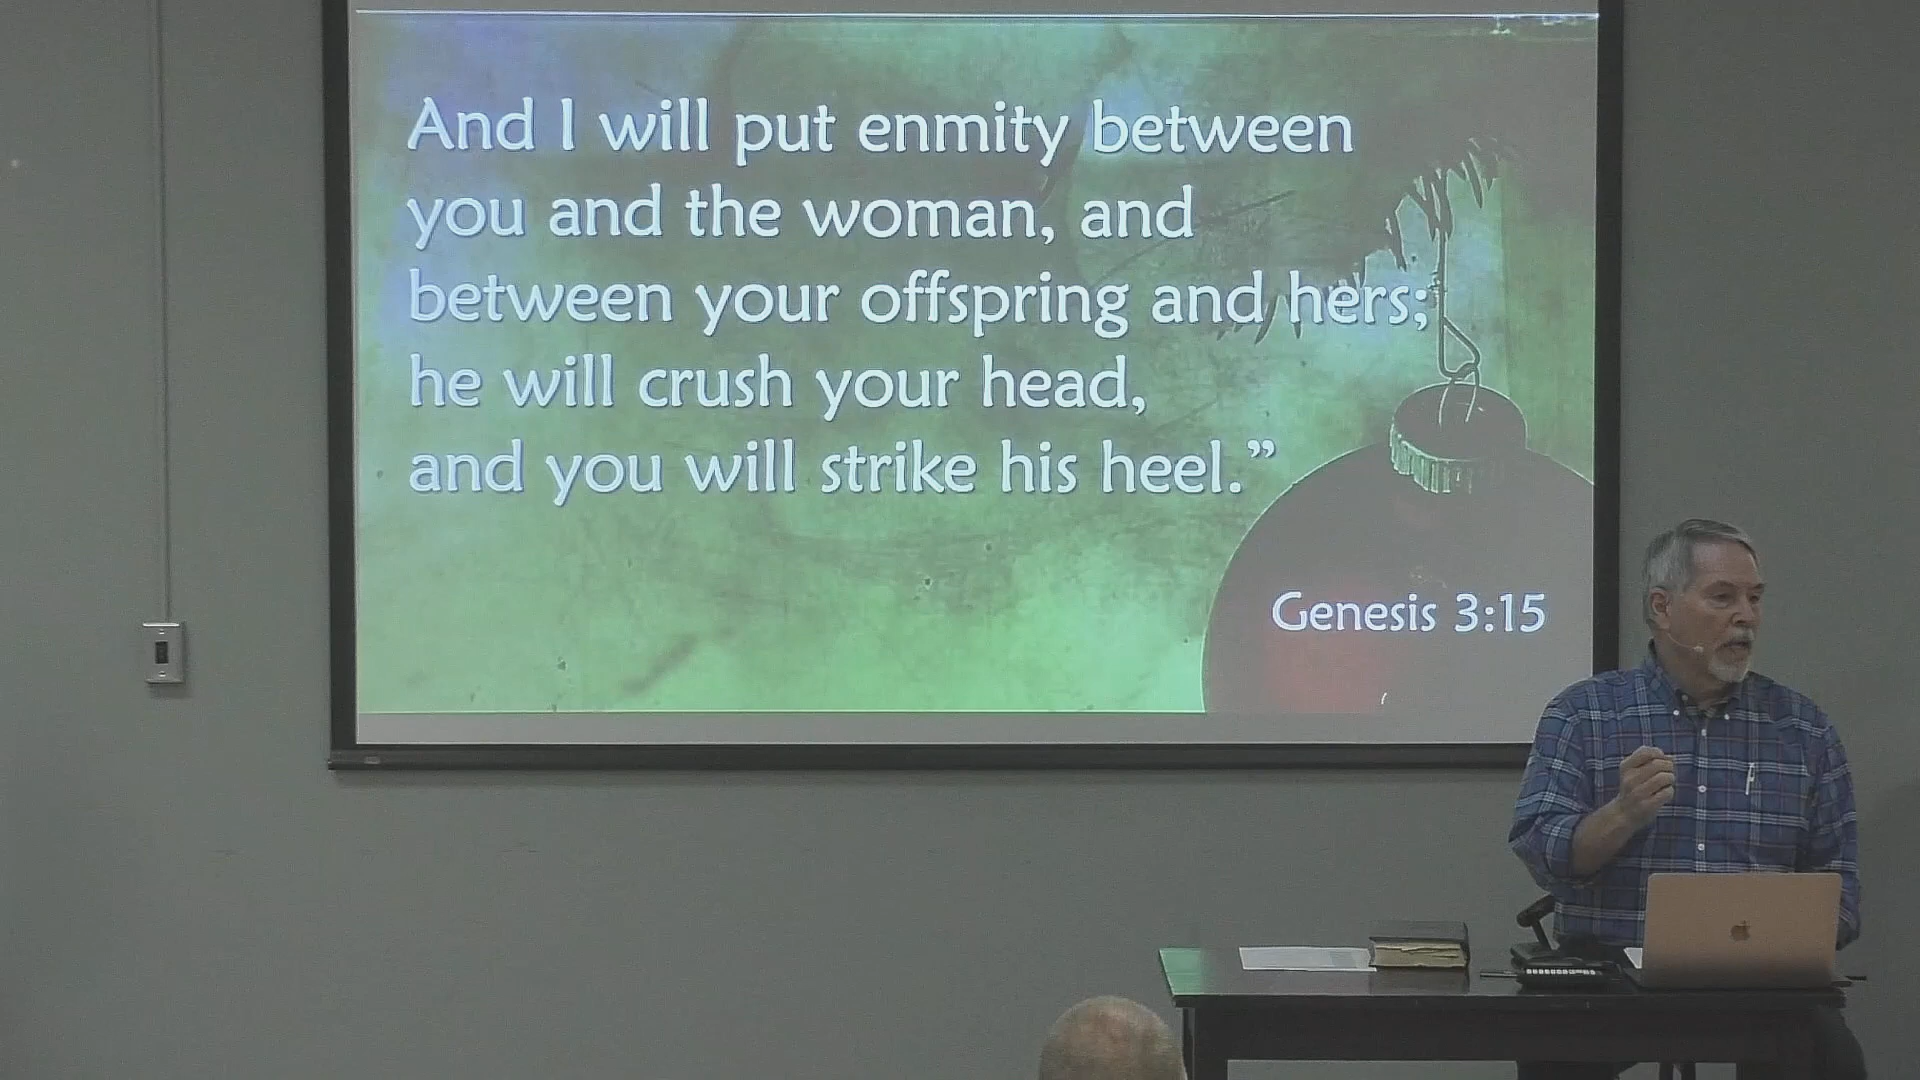 And I will put enmity between
you and the woman, and
between your offspring and hers;
he will crush your head,
and you will strike his heel.”
Genesis 3:15